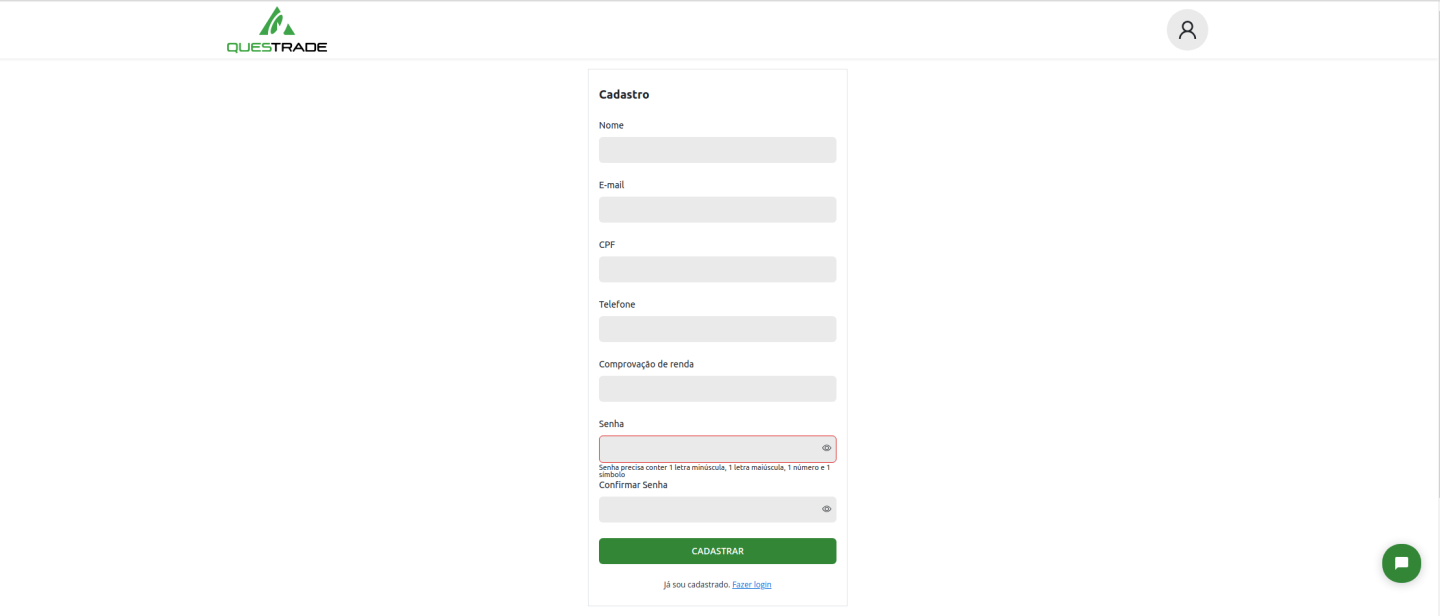 QUESTRADE
Cadastro
Nome
E-mail
CPF
Telefone
Comprovação de renda
Senha
Senha precisa conter 1 letra minúscula, 1 letra maiúscula, 1 número e 1
símbolo
Confirmar Senha
CADASTRAR
Já sou cadastrado. Fazer login